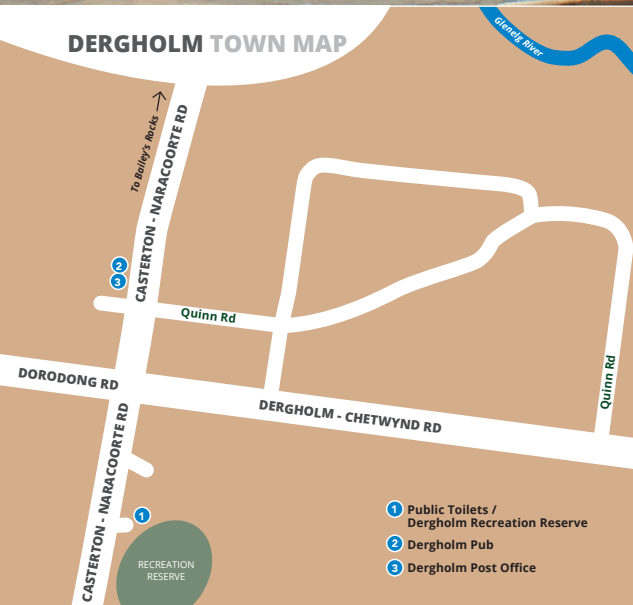 DERGHOLM TOWN MAP
Glenelg River
To Bailey's Rocks
CASTERTON - NARACOORTE RD
2
3
Quinn Rd
Quinn Rd
DORODONG RD
DERGHOLM - CHETWYND RD
CASTERTON - NARACOORTE RD
1
RECREATION
RESERVE
1 Public Toilets /
Dergholm Recreation Reserve
2 Dergholm Pub
3 Dergholm Post Office